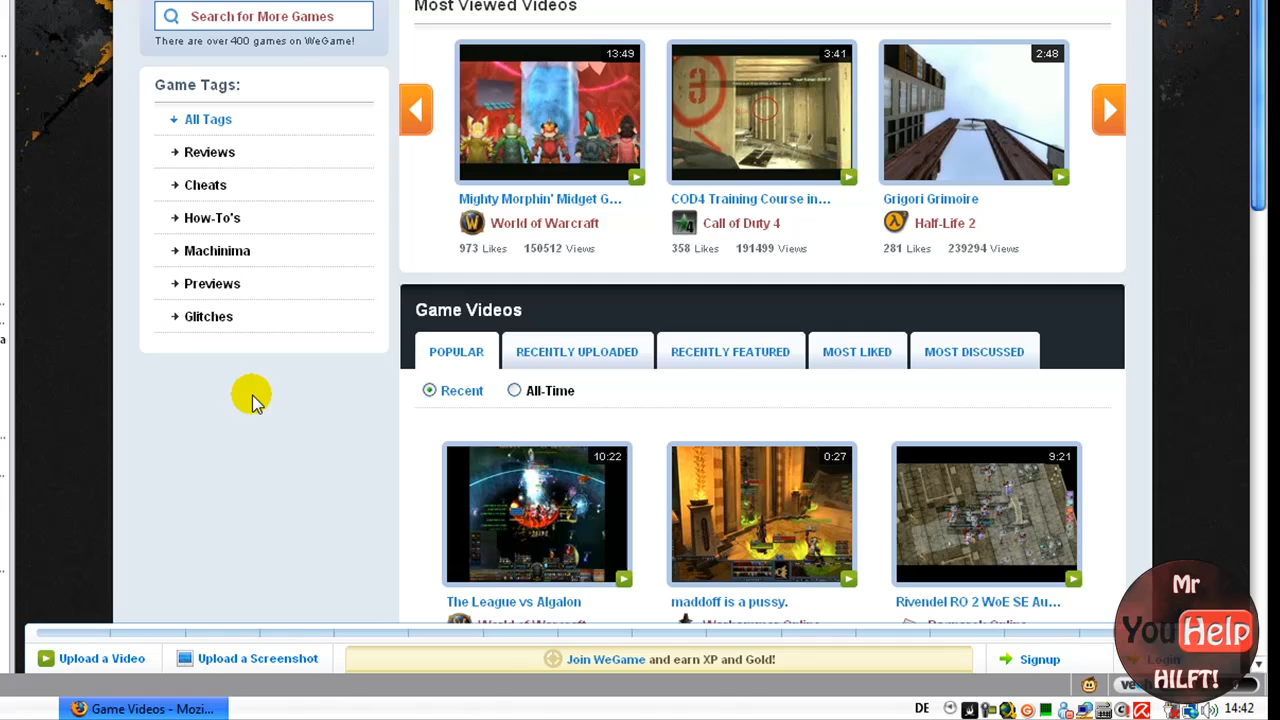 Search for More Games
There are over 400 games on WeGame!
Game Tags:
All Tags
Reviews
Cheats
How-To's
Machinima
Previews
Glitches
Most Viewed Videos
13:49
3:41
2:48
Mighty Morphin' Midget G...
COD4 Training Course in...
Grigori Grimoire
World of Warcraft
Call of Duty 4
Half-Life 2
973 Likes 150512 Views
358 Likes 191499 Views
281 Likes 239294 Views
Game Videos
POPULAR
RECENTLY UPLOADED
RECENTLY FEATURED
MOST LIKED
MOST DISCUSSED
Recent
All-Time
10:22
0:27
9:21
The League vs Algalon
maddoff is a pussy.
Rivendel RO 2 WoE SE Au...
World of Warcraft
Upload a Video
Upload a Screenshot
Join WeGame and earn XP and Gold!
Signup
Login
Mr
YouHelp
HILFT!
Game Videos - Mozi...
DE
14:42